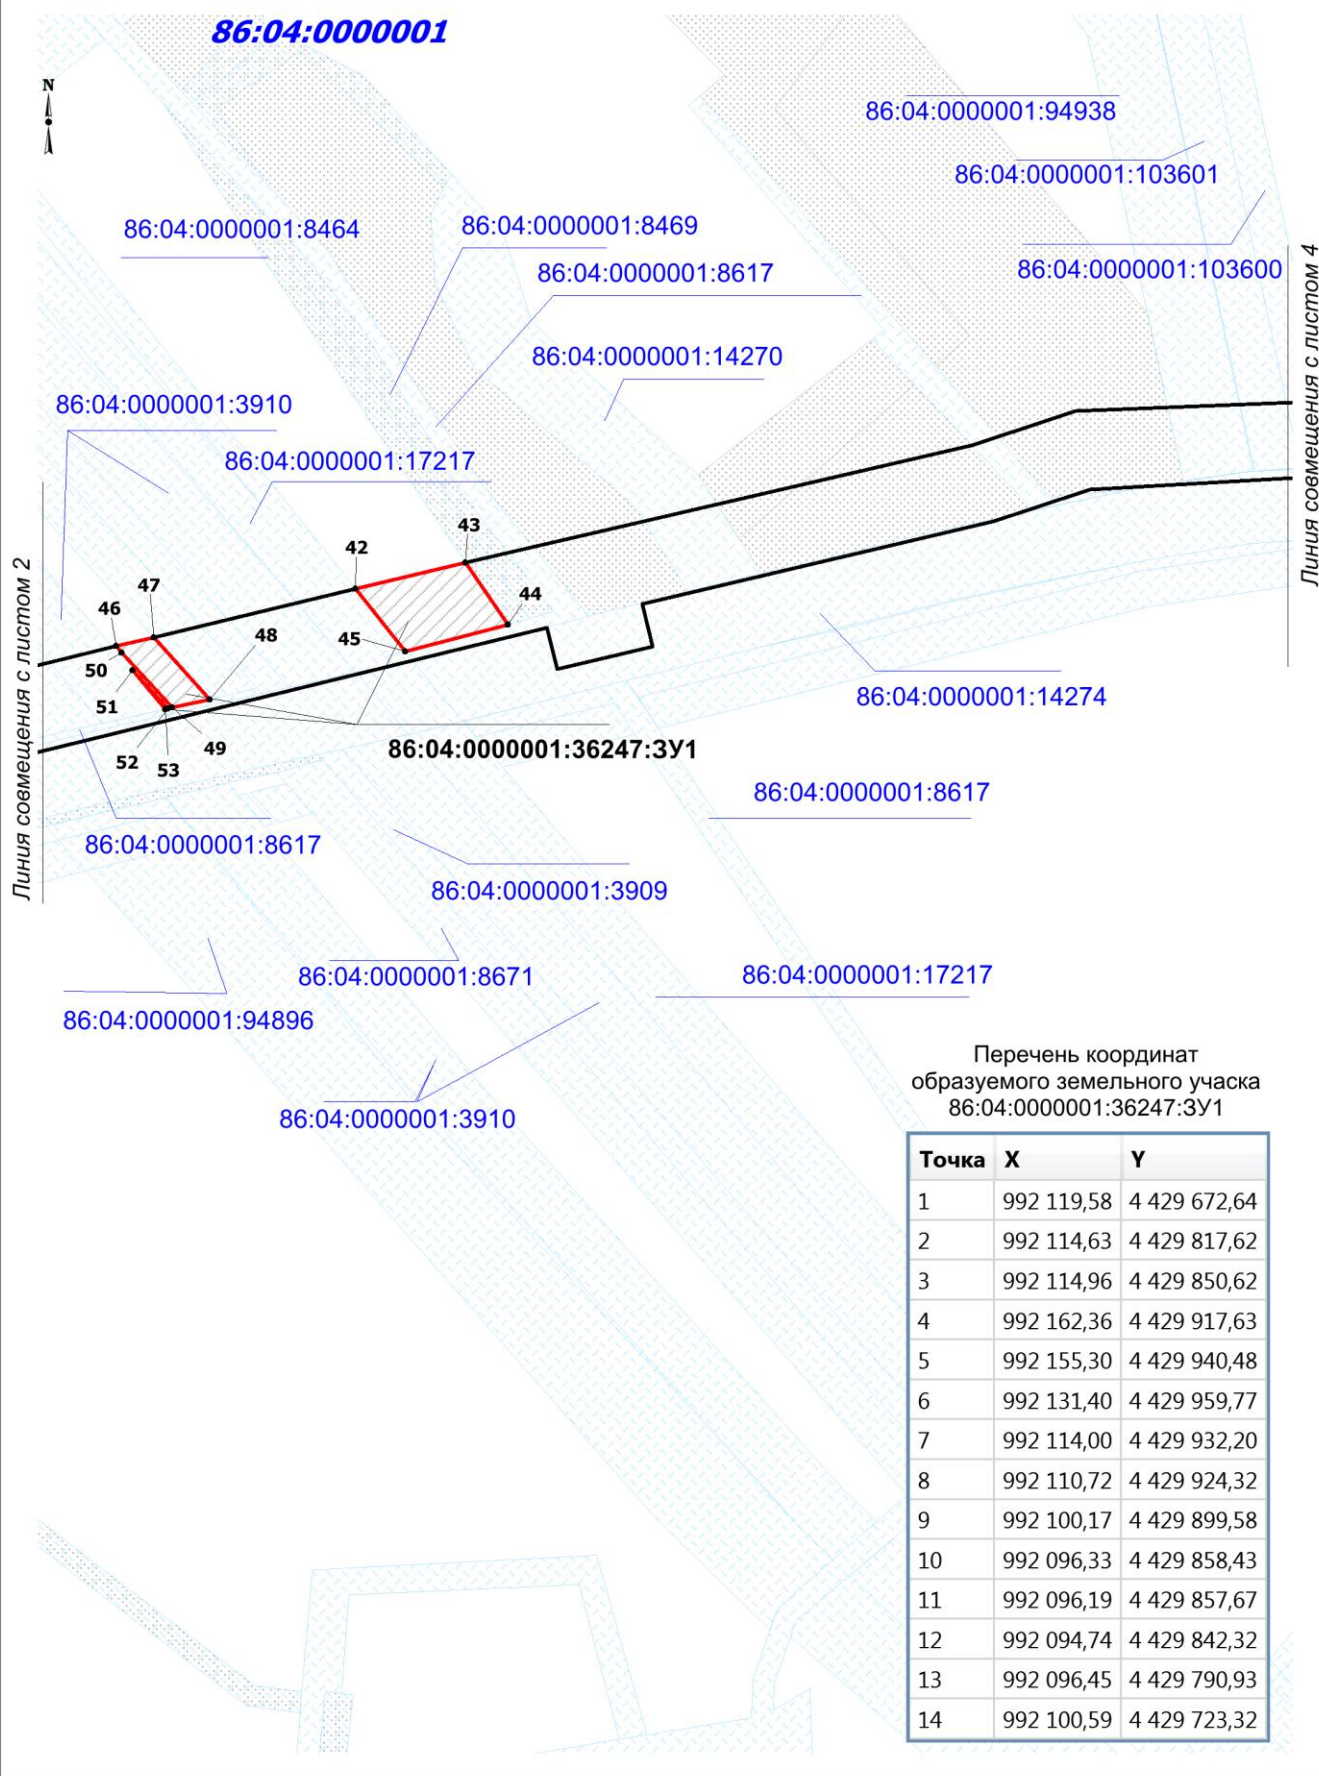 86:04:0000001
N
86:04:0000001:94938
86:04:0000001:103601
86:04:0000001:8464
86:04:0000001:8469
86:04:0000001:8617
86:04:0000001:103600
Линия совмещения с листом 4
86:04:0000001:14270
86:04:0000001:3910
86:04:0000001:17217
43
42
47
46
44
48
45
50
51
49
52
53
Линия совмещения с листом 2
86:04:0000001:14274
86:04:0000001:36247:ЗУ1
86:04:0000001:8617
86:04:0000001:8617
86:04:0000001:3909
86:04:0000001:8671
86:04:0000001:17217
86:04:0000001:94896
86:04:0000001:3910
Перечень координат
образуемого земельного учаска
86:04:0000001:36247:ЗУ1
Точка X Y
1 992 119,58 4 429 672,64
2 992 114,63 4 429 817,62
3 992 114,96 4 429 850,62
4 992 162,36 4 429 917,63
5 992 155,30 4 429 940,48
6 992 131,40 4 429 959,77
7 992 114,00 4 429 932,20
8 992 110,72 4 429 924,32
9 992 100,17 4 429 899,58
10 992 096,33 4 429 858,43
11 992 096,19 4 429 857,67
12 992 094,74 4 429 842,32
13 992 096,45 4 429 790,93
14 992 100,59 4 429 723,32